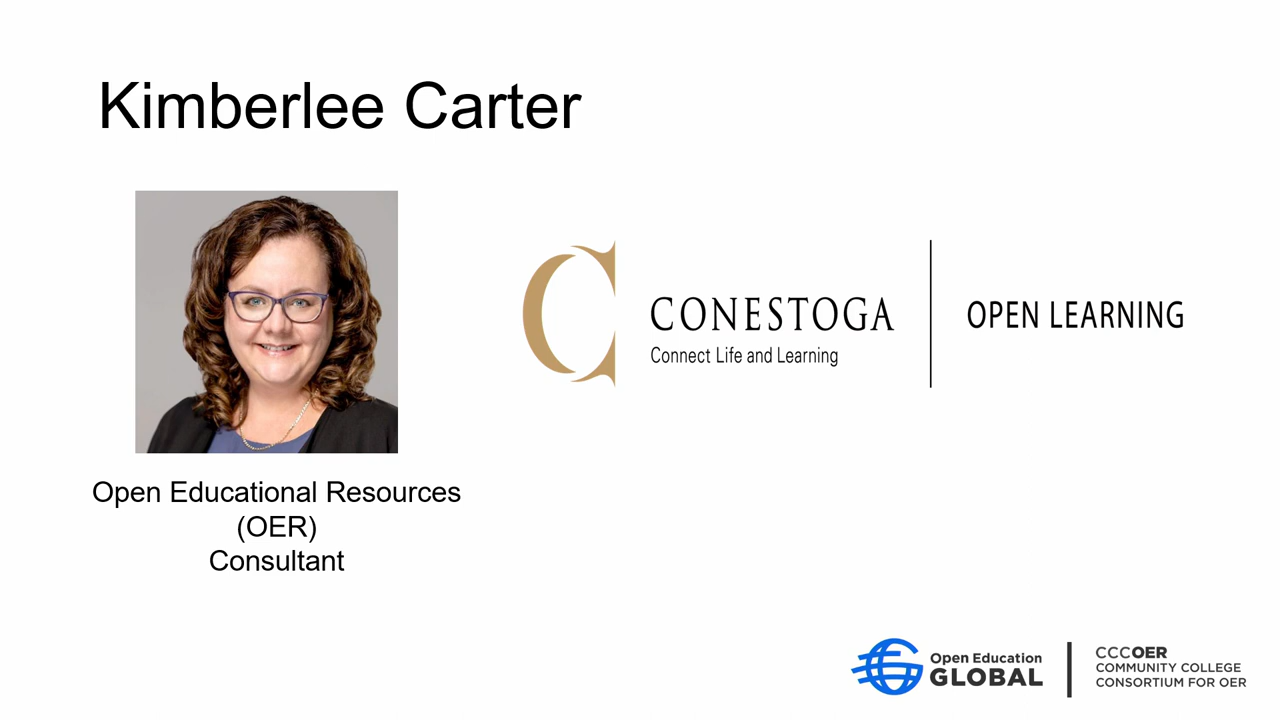 Kimberlee Carter
CONESTOGA
Connect Life and Learning
OPEN LEARNING
Open Educational Resources
(OER)
Consultant
Open Education
GLOBAL
CCCOER
COMMUNITY COLLEGE
CONSORTIUM FOR OER